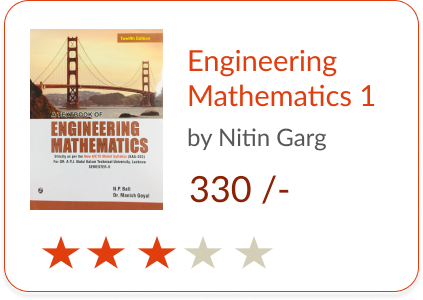 Twelfth Edition
A TEXTBOOK OF
ENGINEERING
MATHEMATICS
Strictly as per the New AICTE Model Syllabus (KAS-203)
For DR. A.P.J. Abdul Kalam Technical University, Lucknow
SEMESTER-II
N.P. Bali
Dr. Manish Goyal
Engineering
Mathematics 1
by Nitin Garg
330 /-